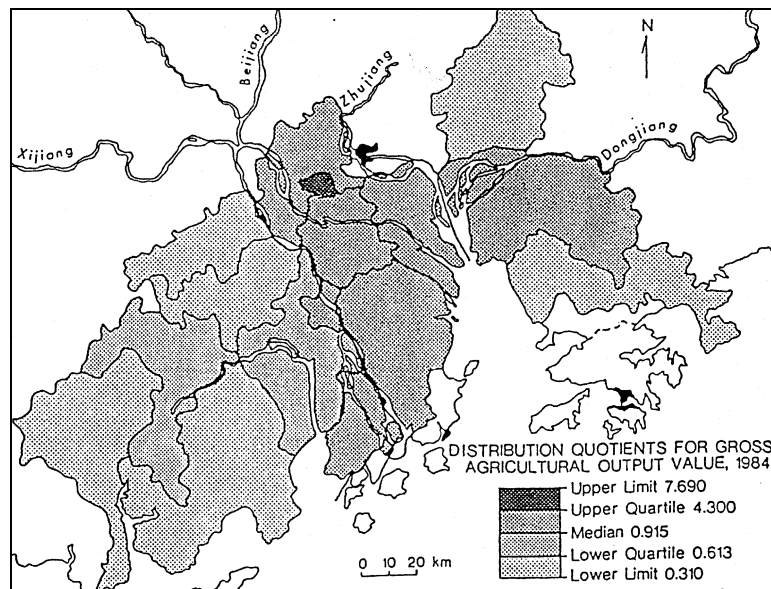 Beijiang
Zhujiang
N
Xijiang
Dongjiang
DISTRIBUTION QUOTIENTS FOR GROSS
AGRICULTURAL OUTPUT VALUE, 1984
Upper Limit 7.690
Upper Quartile 4.300
Median 0.915
Lower Quartile 0.613
Lower Limit 0.310
0 10 20 km